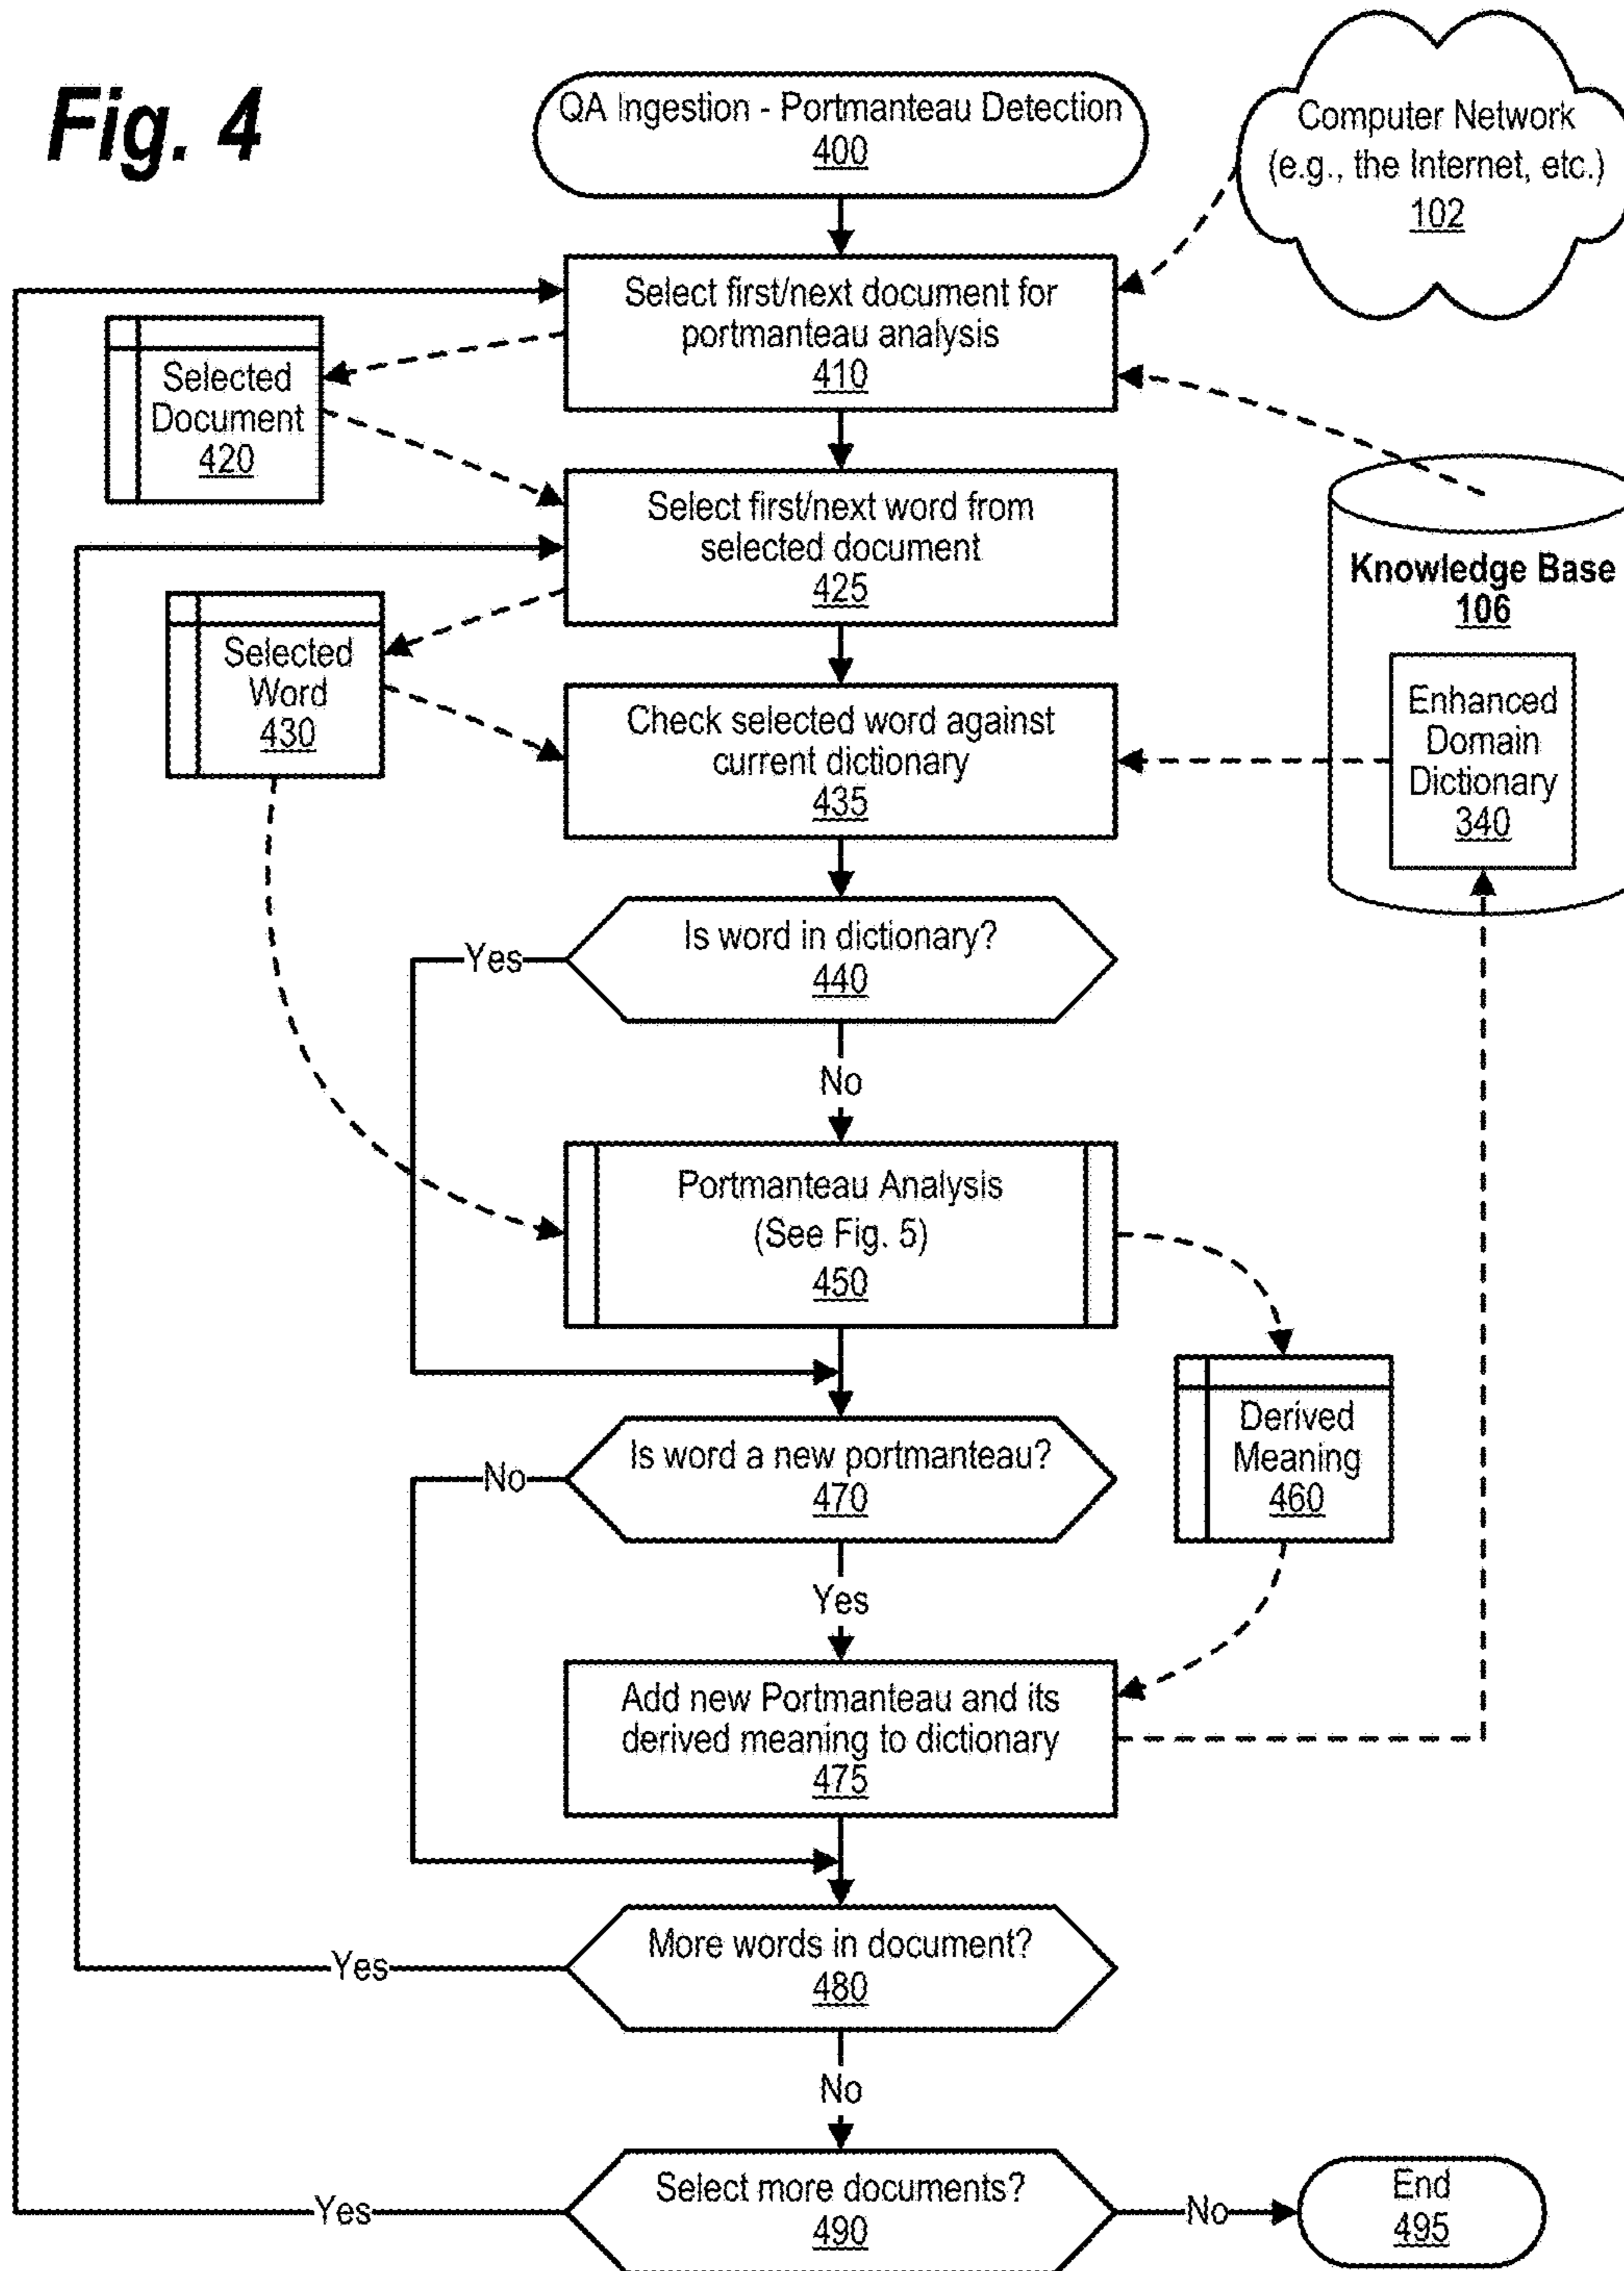 Fig. 4
QA Ingestion - Portmanteau Detection
400
Computer Network
(e.g., the Internet, etc.)
102
Select first/next document for
portmanteau analysis
410
Selected
Document
420
Select first/next word from
selected document
425
Knowledge Base
106
Selected
Word
430
Check selected word against
current dictionary
435
Enhanced
Domain
Dictionary
340
Is word in dictionary?
440
Yes
No
Portmanteau Analysis
(See Fig. 5)
450
Derived
Meaning
460
Is word a new portmanteau?
470
No
Yes
Add new Portmanteau and its
derived meaning to dictionary
475
More words in document?
480
Yes
No
Select more documents?
490
Yes
No
End
495